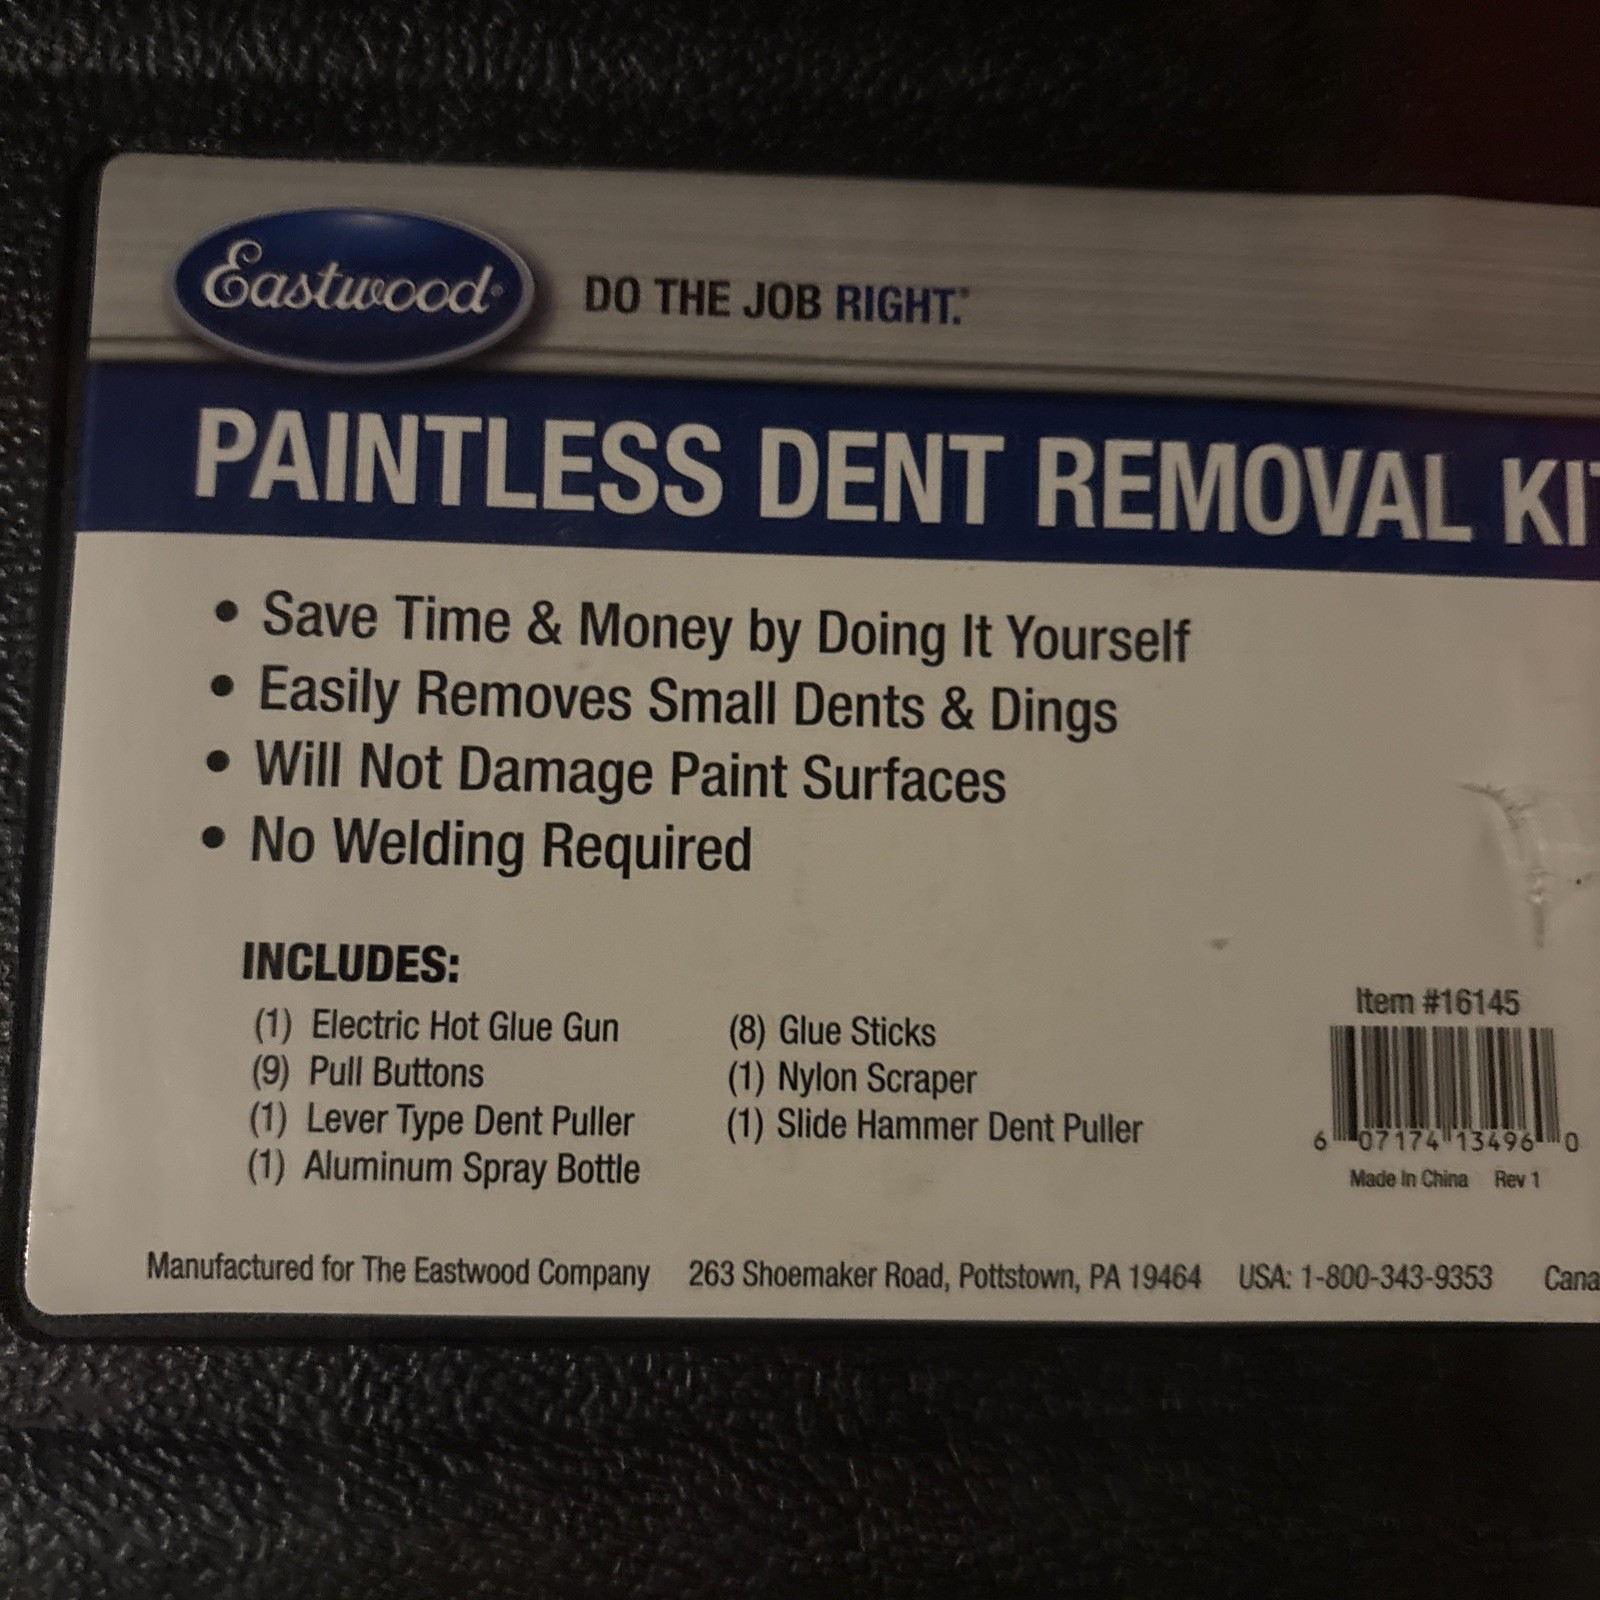 Eastwood®
DO THE JOB RIGHT.®
PAINTLESS DENT REMOVAL KIT
• Save Time & Money by Doing It Yourself
• Easily Removes Small Dents & Dings
• Will Not Damage Paint Surfaces
• No Welding Required
INCLUDES:
(1) Electric Hot Glue Gun
(9) Pull Buttons
(1) Lever Type Dent Puller
(1) Aluminum Spray Bottle
(8) Glue Sticks
(1) Nylon Scraper
(1) Slide Hammer Dent Puller
Item #16145
6 07174 13496 0
Made In China Rev 1
Manufactured for The Eastwood Company 263 Shoemaker Road, Pottstown, PA 19464 USA: 1-800-343-9353 Cana